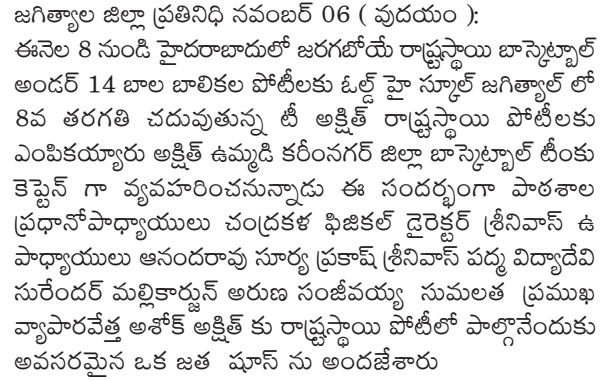 జగిత్యాల జిల్లా ప్రతినిధి నవంబర్ 06 ( వుదయం ):
ఈనెల 8 నుండి హైదరాబాదులో జరగబోయే రాష్ట్రస్థాయి బాస్కెట్బాల్
అండర్ 14 బాల బాలికల పోటీలకు ఓల్డ్ హై స్కూల్ జగిత్యాల్ లో
8వ తరగతి చదువుతున్న టీ అక్షిత్ రాష్ట్రస్థాయి పోటీలకు
ఎంపికయ్యారు అక్షిత్ ఉమ్మడి కరీంనగర్ జిల్లా బాస్కెట్బాల్ టీంకు
కెప్టెన్ గా వ్యవహరించనున్నాడు ఈ సందర్భంగా పాఠశాల
ప్రధానోపాధ్యాయులు చంద్రకళ ఫిజికల్ డైరెక్టర్ శ్రీనివాస్ ఉ
పాధ్యాయులు ఆనందరావు సూర్య ప్రకాష్ శ్రీనివాస్ పద్మ విద్యాదేవి
సురేందర్ మల్లికార్జున్ అరుణ సంజీవయ్య సుమలత ప్రముఖ
వ్యాపారవేత్త అశోక్ అక్షిత్ కు రాష్ట్రస్థాయి పోటీలో పాల్గొనేందుకు
అవసరమైన ఒక జత షూస్ ను అందజేశారు